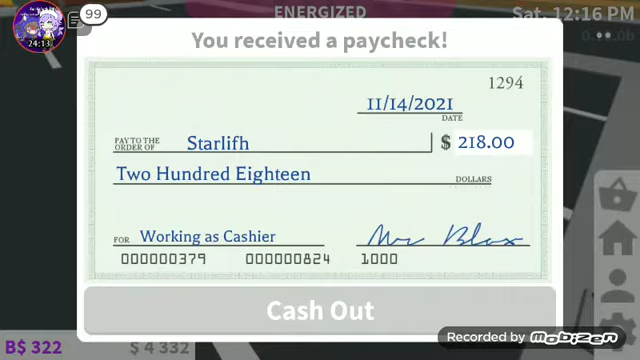 ENERGIZED
Sat. 12:16 PM
99
24:13
You received a paycheck!
1294
11/14/2021
DATE
PAY TO THE ORDER OF
Starlifh
$ 218.00
Two Hundred Eighteen
DOLLARS
FOR Working as Cashier
Mr Blox
000000379 000000824 1000
Cash Out
B$ 322
$ 4 332
Recorded by mobizen